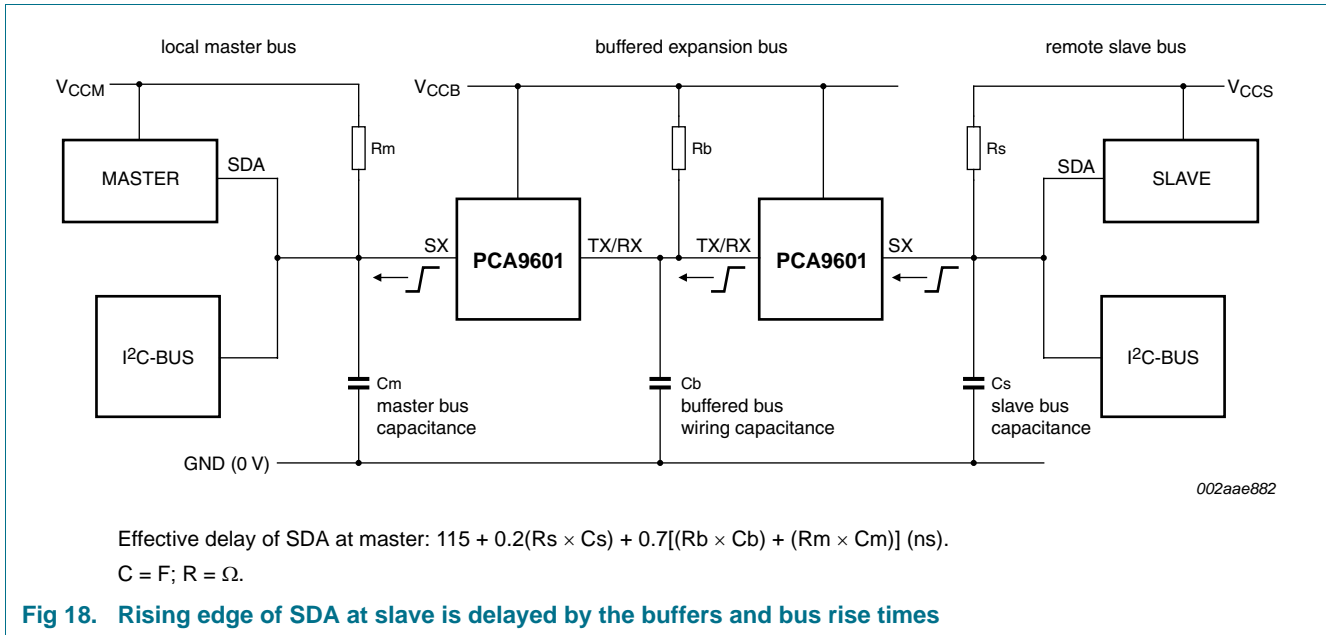 local master bus
buffered expansion bus
remote slave bus
VCCM
VCCB
VCCS
Rm
Rb
Rs
MASTER
SDA
SDA
SLAVE
SX
PCA9601
TX/RX
TX/RX
PCA9601
SX
I²C-BUS
I²C-BUS
Cm
master bus
capacitance
Cb
buffered bus
wiring capacitance
Cs
slave bus
capacitance
GND (0 V)
002aae882
Effective delay of SDA at master: 115 + 0.2(Rs × Cs) + 0.7[(Rb × Cb) + (Rm × Cm)] (ns).
C = F; R = Ω.
Fig 18. Rising edge of SDA at slave is delayed by the buffers and bus rise times